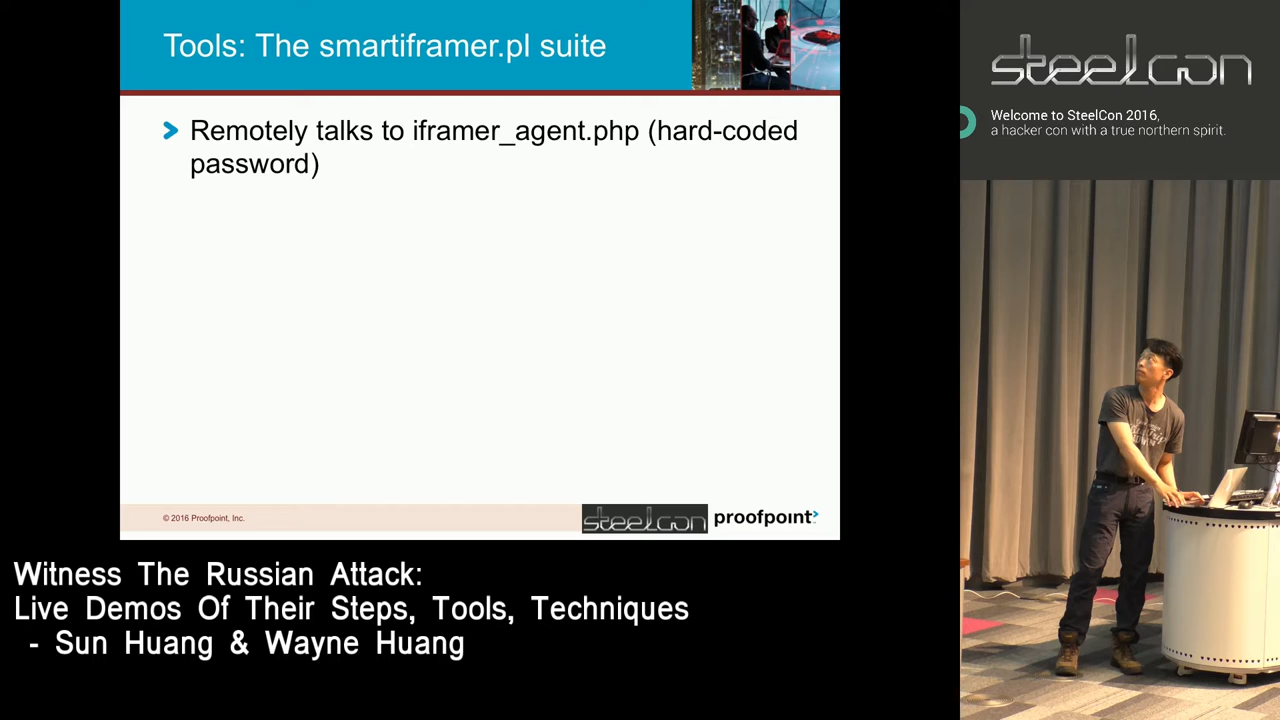 Tools: The smartiframer.pl suite
Remotely talks to iframer_agent.php (hard-coded
password)
© 2016 Proofpoint, Inc.
steelcon
proofpoint
steelcon
Welcome to SteelCon 2016,
a hacker con with a true northern spirit.
Witness The Russian Attack:
Live Demos Of Their Steps, Tools, Techniques
- Sun Huang & Wayne Huang